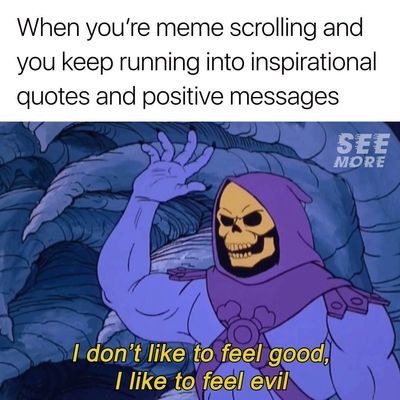 When you’re meme scrolling and
you keep running into inspirational
quotes and positive messages
SEE
MORE
I don't like to feel good,
I like to feel evil